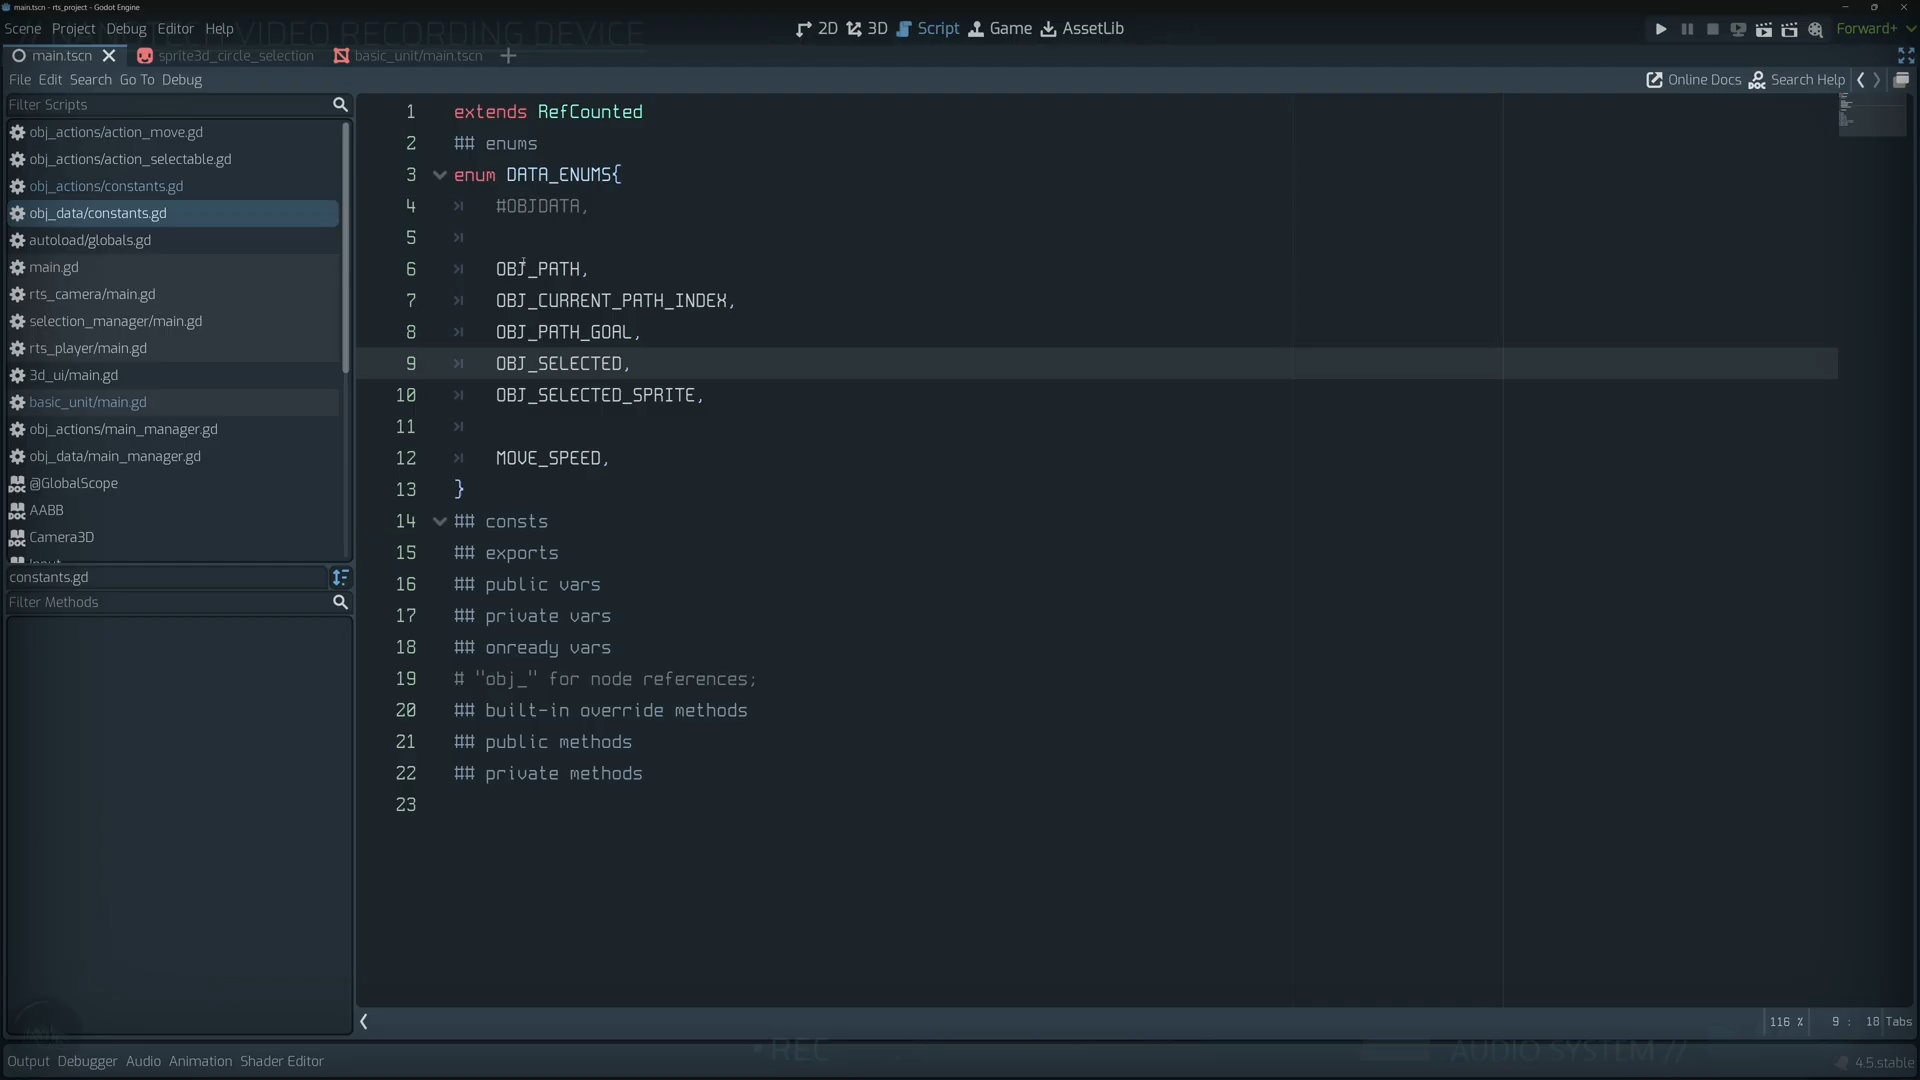 main.tscn - rts_project - Godot Engine
Scene Project Debug Editor Help
2D 3D Script Game AssetLib
Forward+
main.tscn sprite3d_circle_selection basic_unit/main.tscn
File Edit Search Go To Debug
Online Docs Search Help
Filter Scripts
obj_actions/action_move.gd
obj_actions/action_selectable.gd
obj_actions/constants.gd
obj_data/constants.gd
autoload/globals.gd
main.gd
rts_camera/main.gd
selection_manager/main.gd
rts_player/main.gd
3d_ui/main.gd
basic_unit/main.gd
obj_actions/main_manager.gd
obj_data/main_manager.gd
@GlobalScope
AABB
Camera3D
Input
constants.gd
Filter Methods
1 extends RefCounted
2 ## enums
3 enum DATA_ENUMS{
4 #OBJDATA,
5
6 OBJ_PATH,
7 OBJ_CURRENT_PATH_INDEX,
8 OBJ_PATH_GOAL,
9 OBJ_SELECTED,
10 OBJ_SELECTED_SPRITE,
11
12 MOVE_SPEED,
13 }
14 ## consts
15 ## exports
16 ## public vars
17 ## private vars
18 ## onready vars
19 # "obj_" for node references;
20 ## built-in override methods
21 ## public methods
22 ## private methods
23
116 % 9 : 18 Tabs
Output Debugger Audio Animation Shader Editor
• REC
AUDIO SYSTEM //
4.5.stable